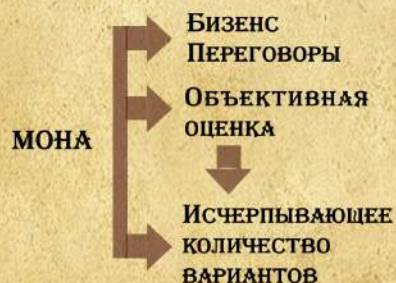 Бизенс
Переговоры
Объективная
оценка
МОНА
Исчерпывающее
количество
вариантов